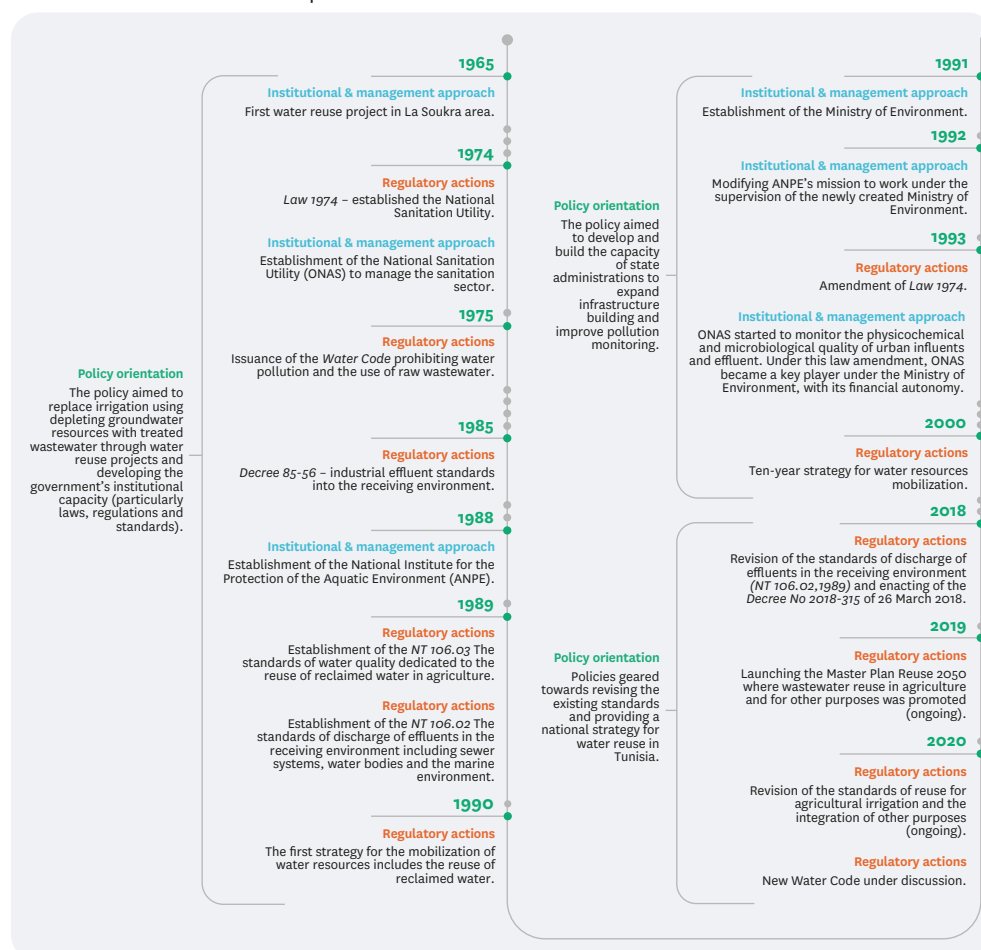 1965
Institutional & management approach
First water reuse project in La Soukra area.
1974
Regulatory actions
Law 1974 – established the National
Sanitation Utility.
Institutional & management approach
Establishment of the National Sanitation
Utility (ONAS) to manage the sanitation
sector.
1975
Regulatory actions
Issuance of the Water Code prohibiting water
pollution and the use of raw wastewater.
Policy orientation
The policy aimed to
replace irrigation using
depleting groundwater
resources with treated
wastewater through water
reuse projects and
developing the
government's institutional
capacity (particularly
laws, regulations and
standards).
1985
Regulatory actions
Decree 85-56 – industrial effluent standards
into the receiving environment.
1988
Institutional & management approach
Establishment of the National Institute for the
Protection of the Aquatic Environment (ANPE).
1989
Regulatory actions
Establishment of the NT 106.03 The
standards of water quality dedicated to the
reuse of reclaimed water in agriculture.
Regulatory actions
Establishment of the NT 106.02 The
standards of discharge of effluents in the
receiving environment including sewer
systems, water bodies and the marine
environment.
1990
Regulatory actions
The first strategy for the mobilization of
water resources includes the reuse of
reclaimed water.
1991
Institutional & management approach
Establishment of the Ministry of Environment.
1992
Institutional & management approach
Modifying ANPE's mission to work under the
supervision of the newly created Ministry of
Environment.
Policy orientation
The policy aimed
to develop and
build the capacity
of state
administrations to
expand
infrastructure
building and
improve pollution
monitoring.
1993
Regulatory actions
Amendment of Law 1974.
Institutional & management approach
ONAS started to monitor the physicochemical
and microbiological quality of urban influents
and effluent. Under this law amendment, ONAS
became a key player under the Ministry of
Environment, with its financial autonomy.
2000
Regulatory actions
Ten-year strategy for water resources
mobilization.
2018
Regulatory actions
Revision of the standards of discharge of
effluents in the receiving environment
(NT 106.02,1989) and enacting of the
Decree No 2018-315 of 26 March 2018.
2019
Regulatory actions
Launching the Master Plan Reuse 2050
where wastewater reuse in agriculture
and for other purposes was promoted
(ongoing).
Policy orientation
Policies geared
towards revising the
existing standards
and providing a
national strategy for
water reuse in
Tunisia.
2020
Regulatory actions
Revision of the standards of reuse for
agricultural irrigation and the
integration of other purposes
(ongoing).
Regulatory actions
New Water Code under discussion.